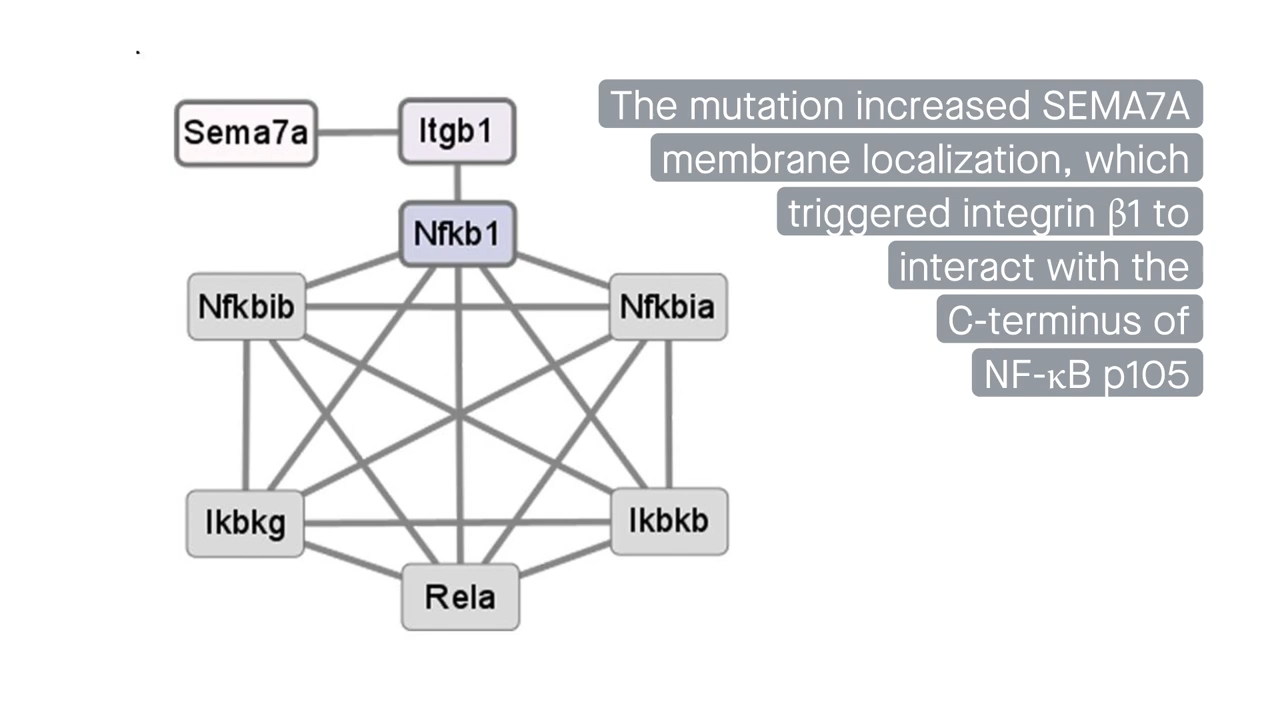 Sema7a
Itgb1
Nfkb1
Nfkbib
Nfkbia
Ikbkg
Ikbkb
Rela
The mutation increased SEMA7A
membrane localization, which
triggered integrin β1 to
interact with the
C-terminus of
NF-κB p105